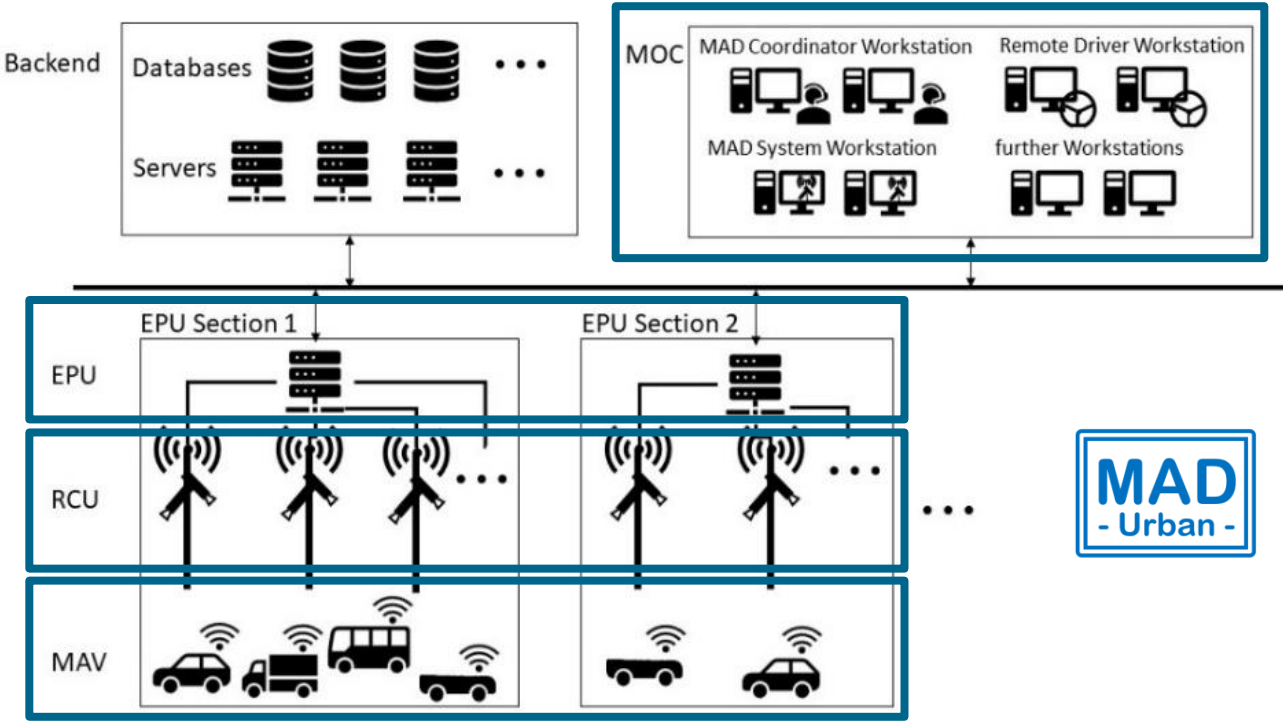 Backend
Databases
Servers
MOC
MAD Coordinator Workstation
Remote Driver Workstation
MAD System Workstation
further Workstations
EPU Section 1
EPU Section 2
EPU
RCU
MAV
MAD
- Urban -